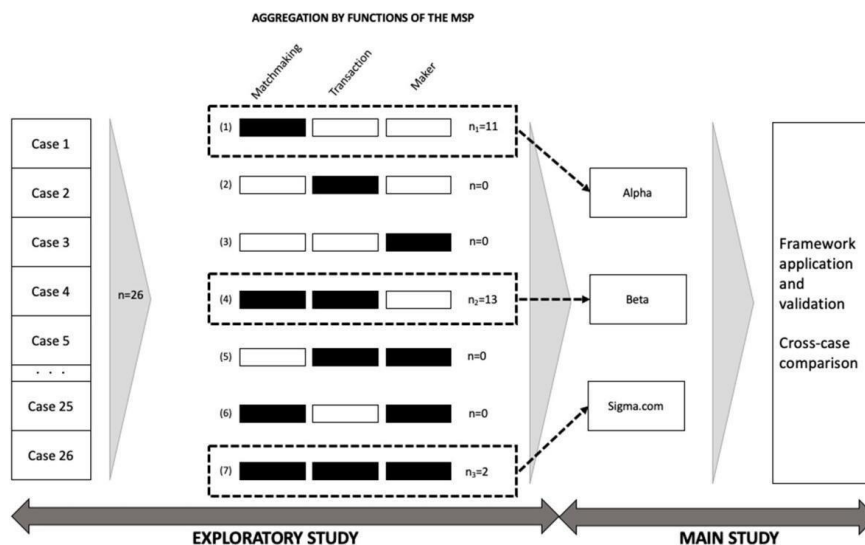 AGGREGATION BY FUNCTIONS OF THE MSP
Matchmaking
Transaction
Maker
Case 1
Case 2
Case 3
Case 4
Case 5
. . .
Case 25
Case 26
n=26
(1)
n₁=11
(2)
n=0
(3)
n=0
(4)
n₂=13
(5)
n=0
(6)
n=0
(7)
n₃=2
Alpha
Beta
Sigma.com
Framework
application
and
validation
Cross-case
comparison
EXPLORATORY STUDY
MAIN STUDY